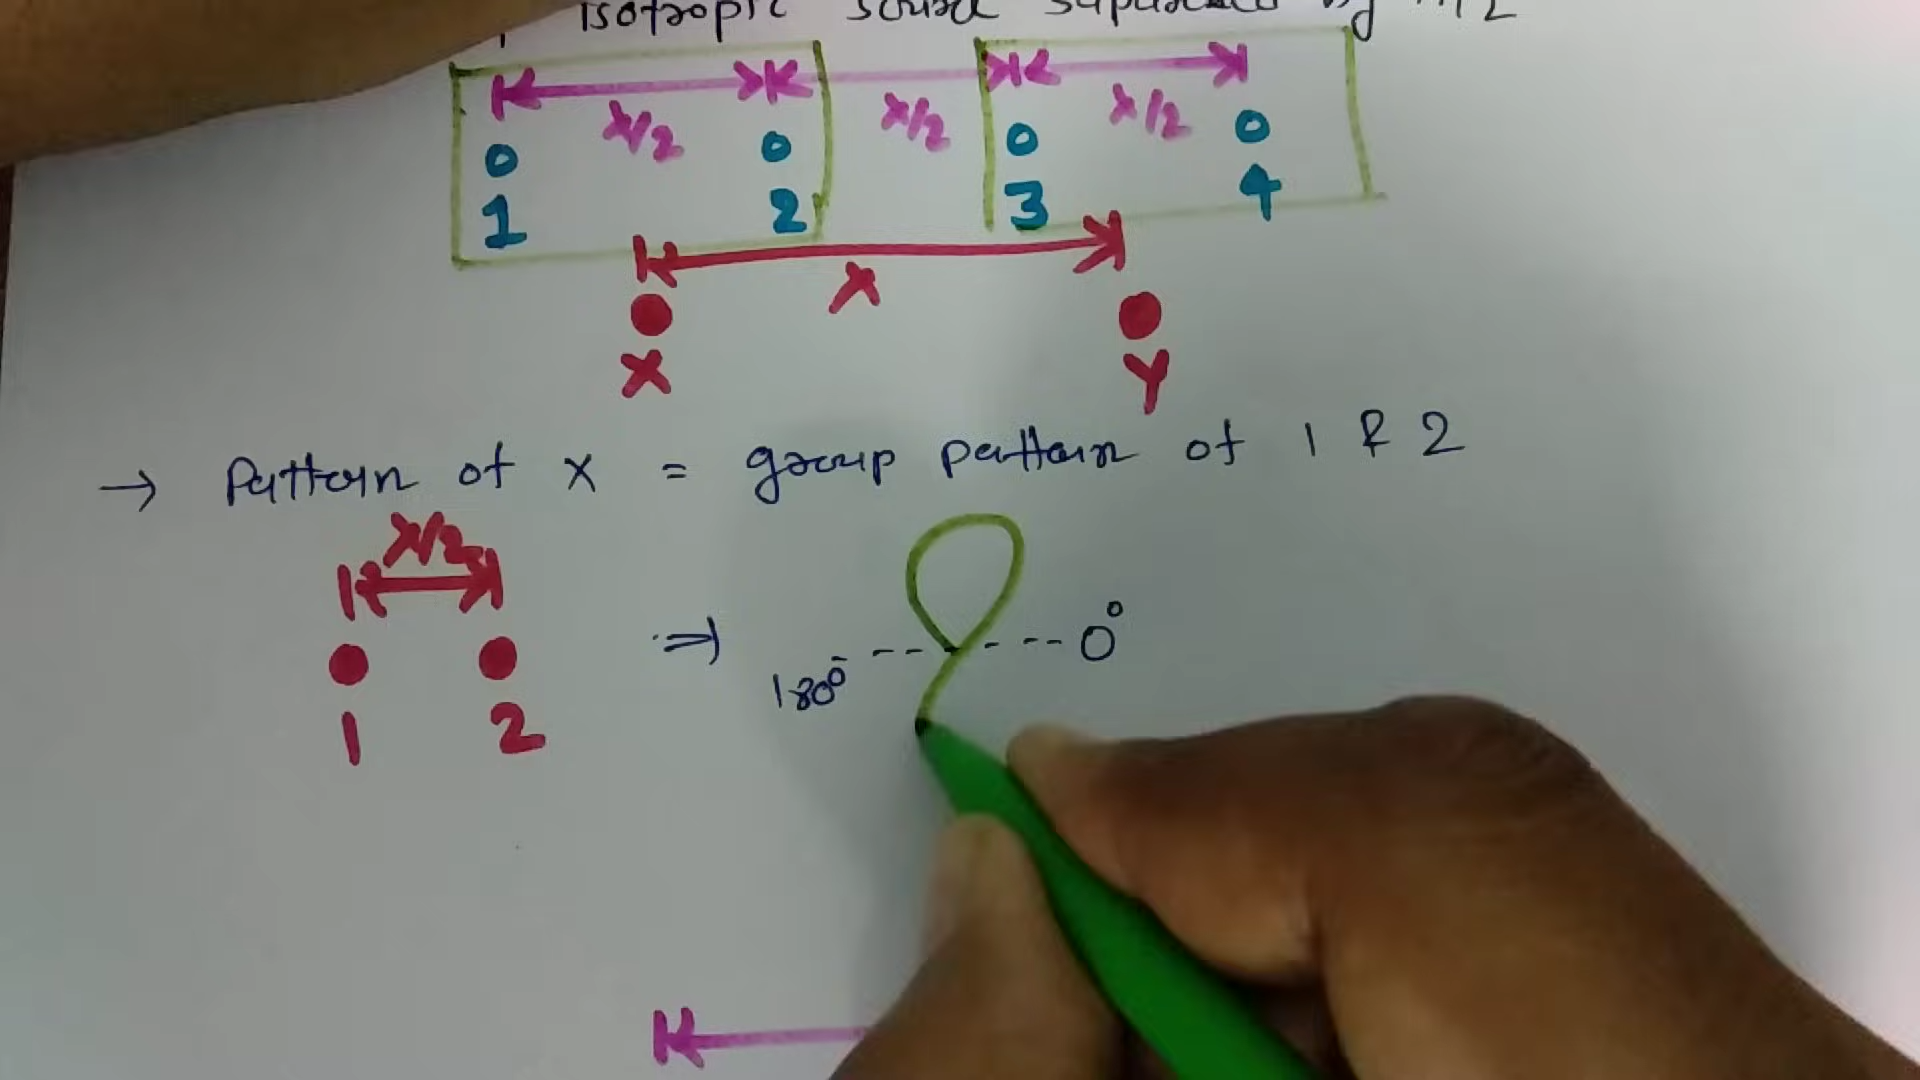 isotropic
λ/2 λ/2 λ/2
0 0 0 0
1 2 3 4
λ
X Y
→ Pattern of X = group pattern of 1 & 2
λ/2
⇒ 180° 0°
1 2